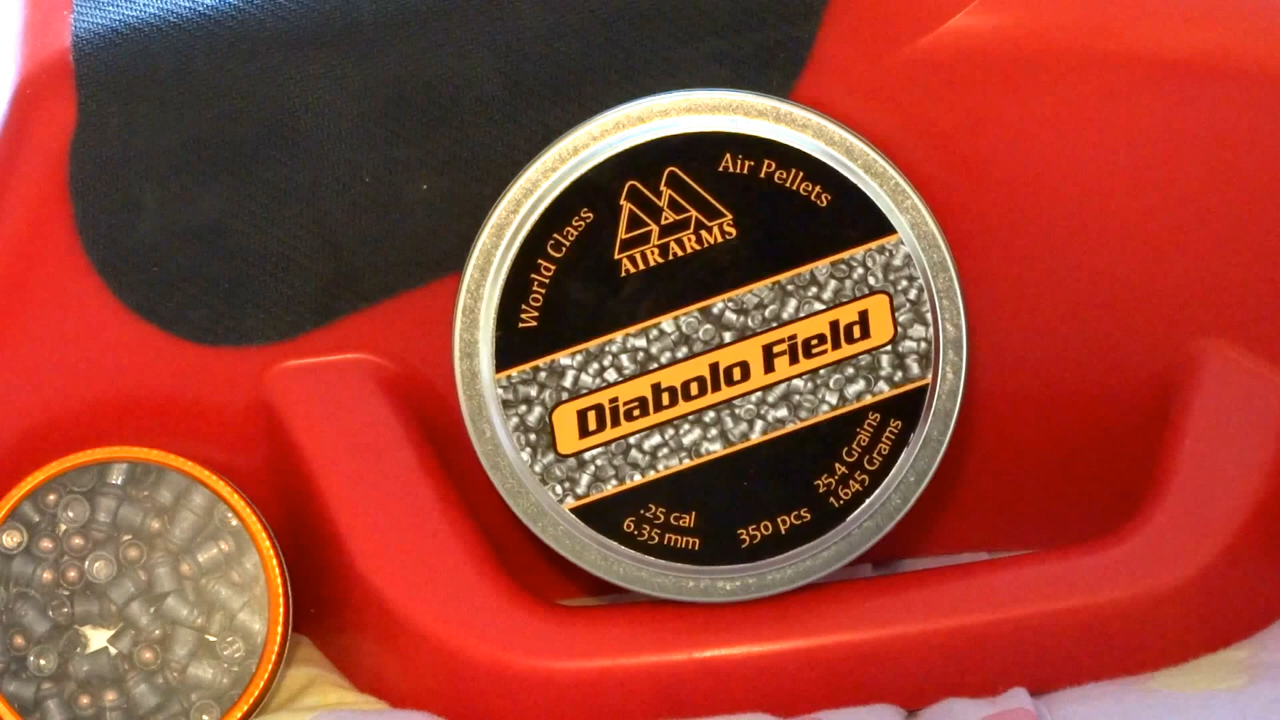 World Class
Air Pellets
AIR ARMS
Diabolo Field
.25 cal
6.35 mm
350 pcs
25.4 Grains
1.645 Grams